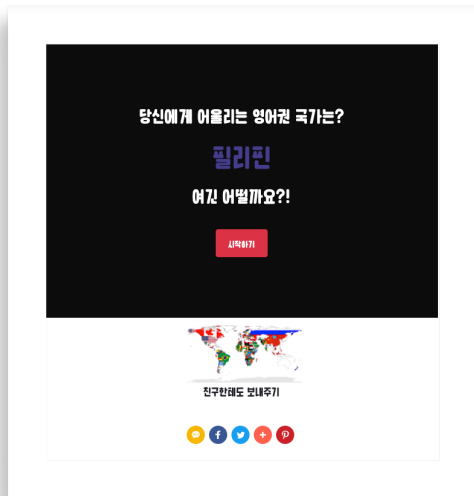 당신에게 어울리는 영어권 국가는?
필리핀
여긴 어떨까요?!
시작하기
친구한테도 보내주기